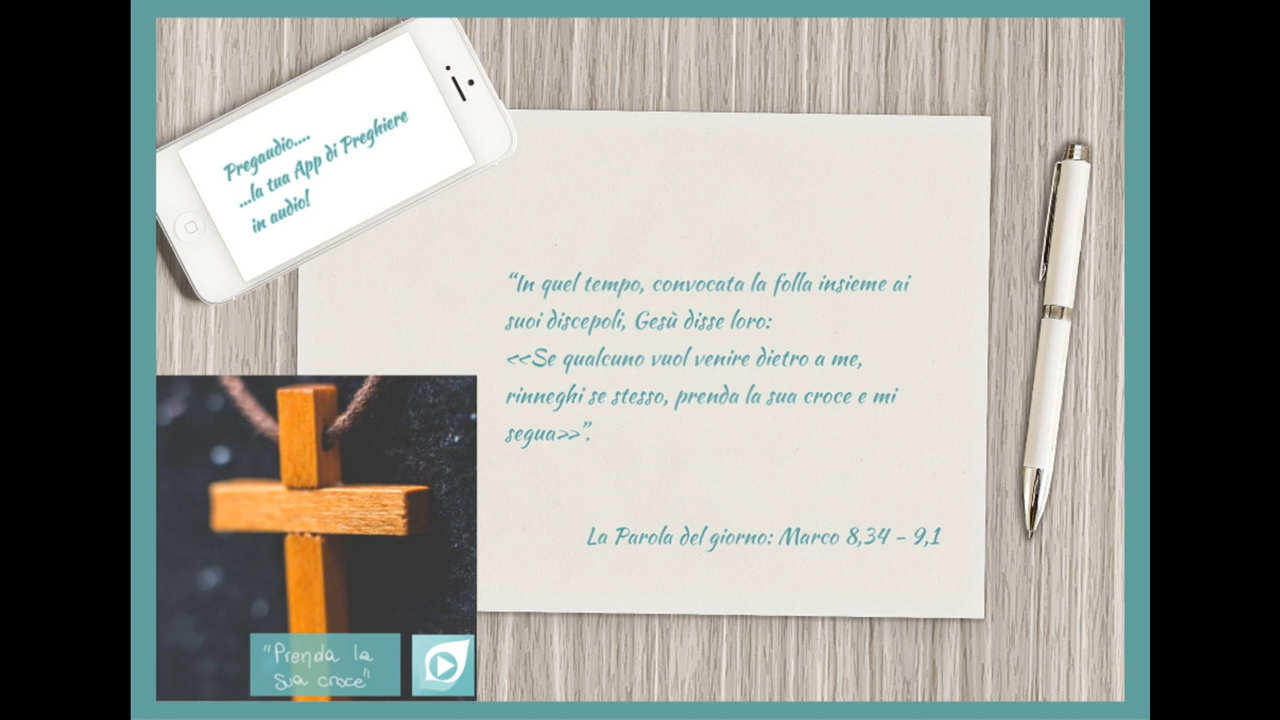 Pregaudio....
...la tua App di Preghiere
in audio!
“In quel tempo, convocata la folla insieme ai
suoi discepoli, Gesù disse loro:
<<Se qualcuno vuol venire dietro a me,
rinneghi se stesso, prenda la sua croce e mi
segua>>”.
La Parola del giorno: Marco 8,34 – 9,1
"Prenda la
sua croce"